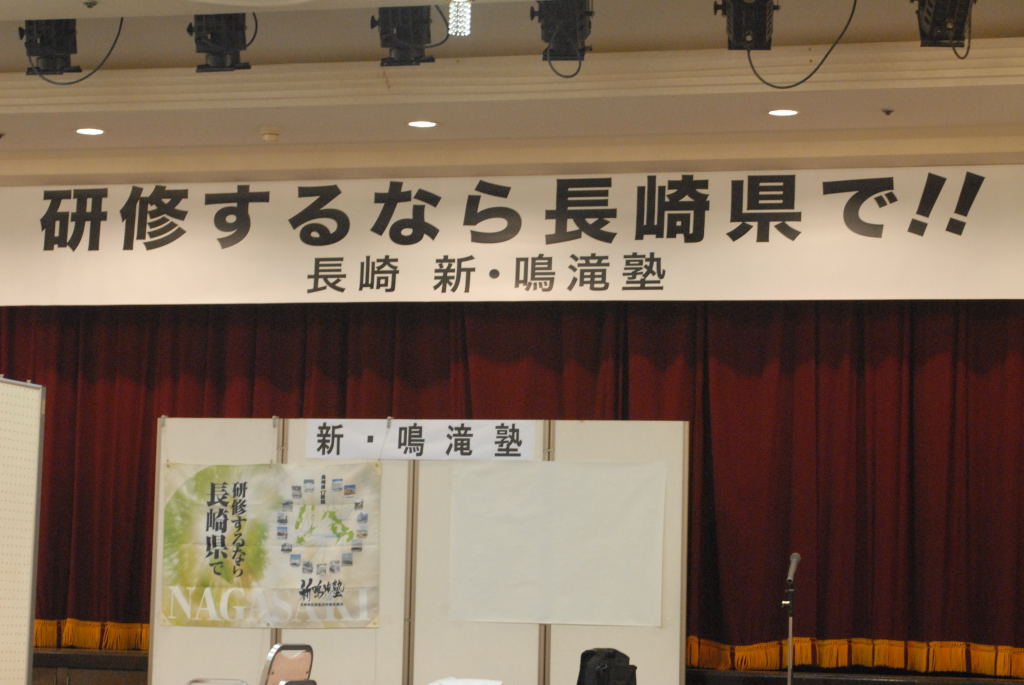 研修するなら長崎県で!!
長崎 新・鳴滝塾
新・鳴滝塾
研修するなら
長崎県で
新・鳴滝塾
NAGASAKI